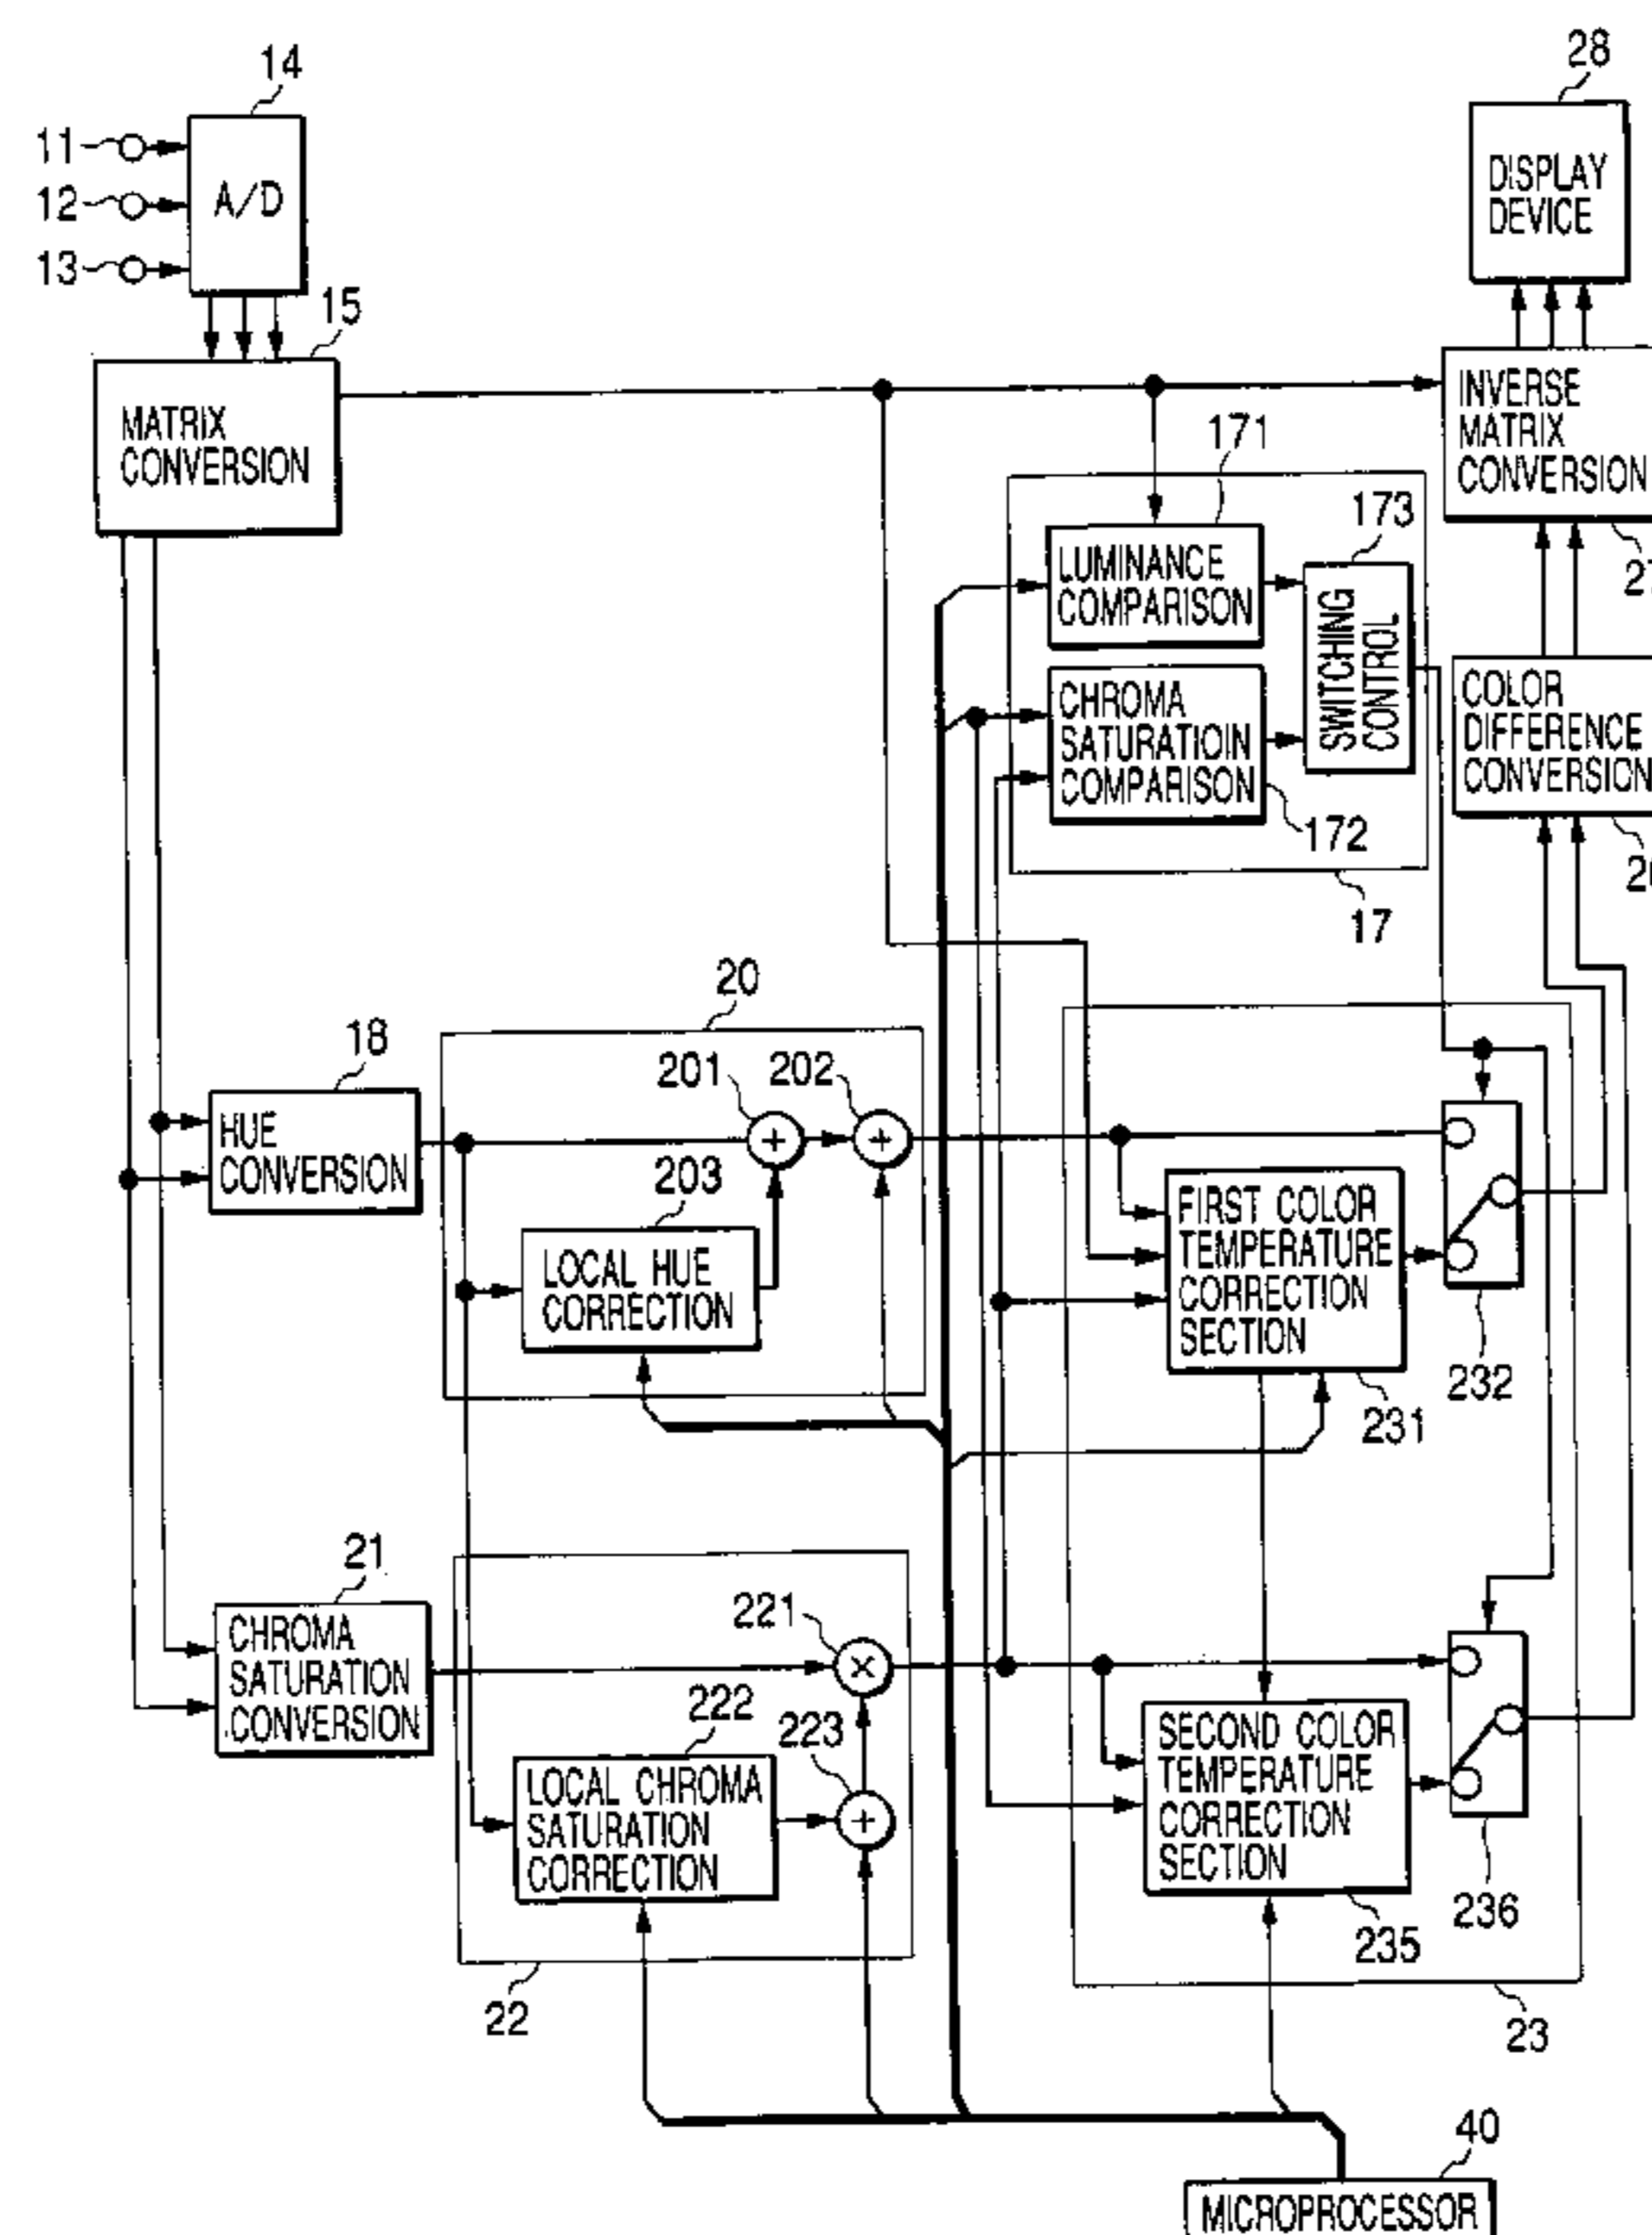 14
28
11
12
13
A/D
DISPLAY
DEVICE
15
MATRIX
CONVERSION
INVERSE
MATRIX
CONVERSION
171
173
LUMINANCE
COMPARISON
SWITCHING
CONTROL
CHROMA
SATURATIOIN
COMPARISON
172
17
COLOR
DIFFERENCE
CONVERSION
20
18
201
202
HUE
CONVERSION
203
LOCAL HUE
CORRECTION
FIRST COLOR
TEMPERATURE
CORRECTION
SECTION
232
231
21
CHROMA
SATURATION
CONVERSION
221
222
223
LOCAL CHROMA
SATURATION
CORRECTION
SECOND COLOR
TEMPERATURE
CORRECTION
SECTION
236
235
22
23
40
MICROPROCESSOR